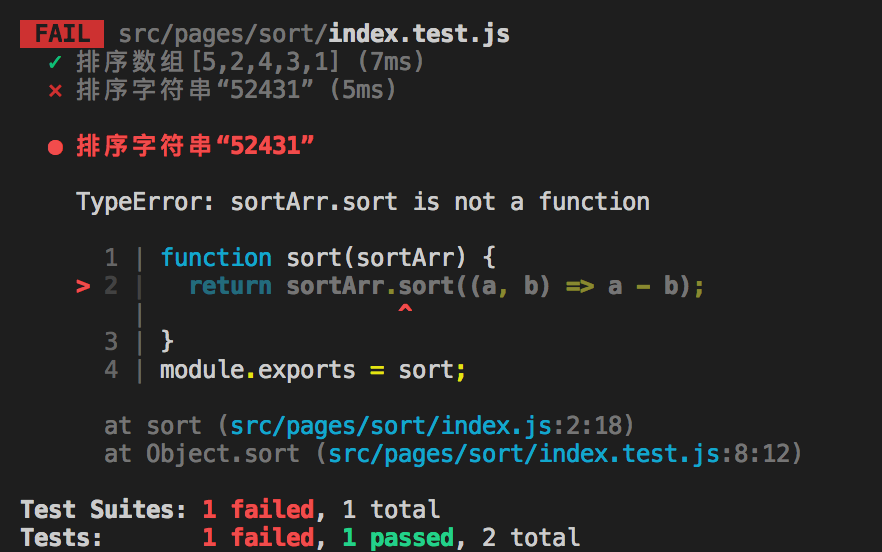 FAIL src/pages/sort/index.test.js
✓ 排序数组[5,2,4,3,1] (7ms)
✕ 排序字符串“52431” (5ms)
● 排序字符串“52431”
TypeError: sortArr.sort is not a function
1 | function sort(sortArr) {
> 2 | return sortArr.sort((a, b) => a - b);
| ^
3 | }
4 | module.exports = sort;
at sort (src/pages/sort/index.js:2:18)
at Object.sort (src/pages/sort/index.test.js:8:12)
Test Suites: 1 failed, 1 total
Tests: 1 failed, 1 passed, 2 total